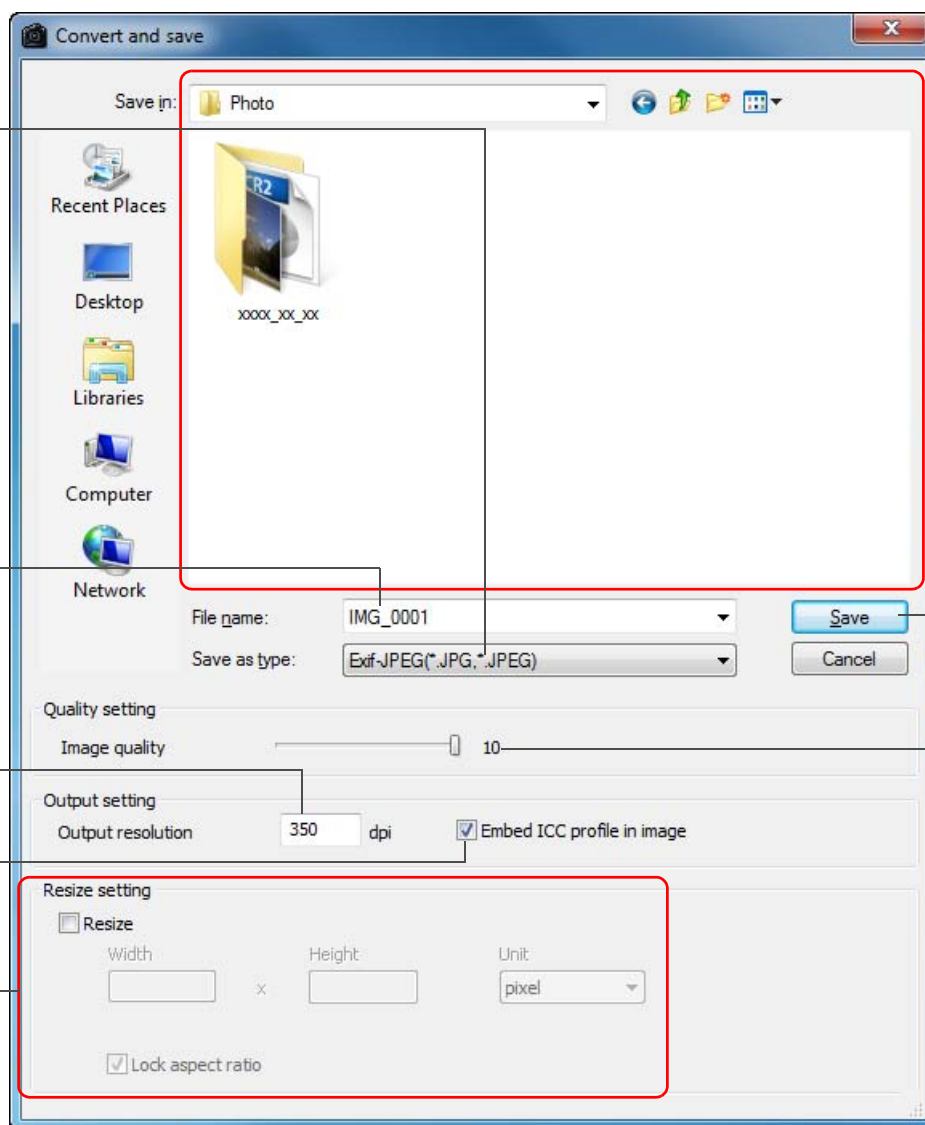 Convert and save
Save in:
Photo
Recent Places
CR2
xxxx_xx_xx
Desktop
Libraries
Computer
Network
File name:
IMG_0001
Save
Save as type:
Exif-JPEG(*.JPG,*.JPEG)
Cancel
Quality setting
Image quality
10
Output setting
Output resolution
350
dpi
Embed ICC profile in image
Resize setting
Resize
Width
Height
Unit
x
pixel
Lock aspect ratio